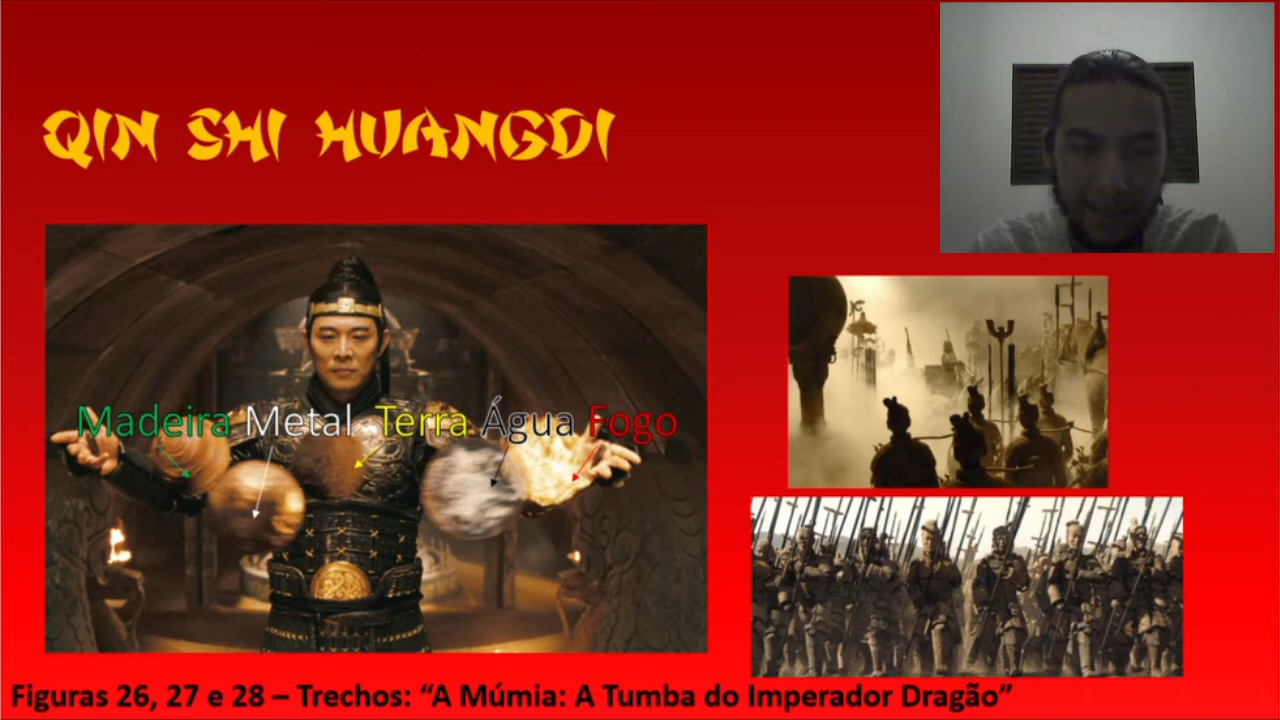 QIN SHI HUANGDI
Madeira Metal Terra Água Fogo
Figuras 26, 27 e 28 – Trechos: “A Múmia: A Tumba do Imperador Dragão”